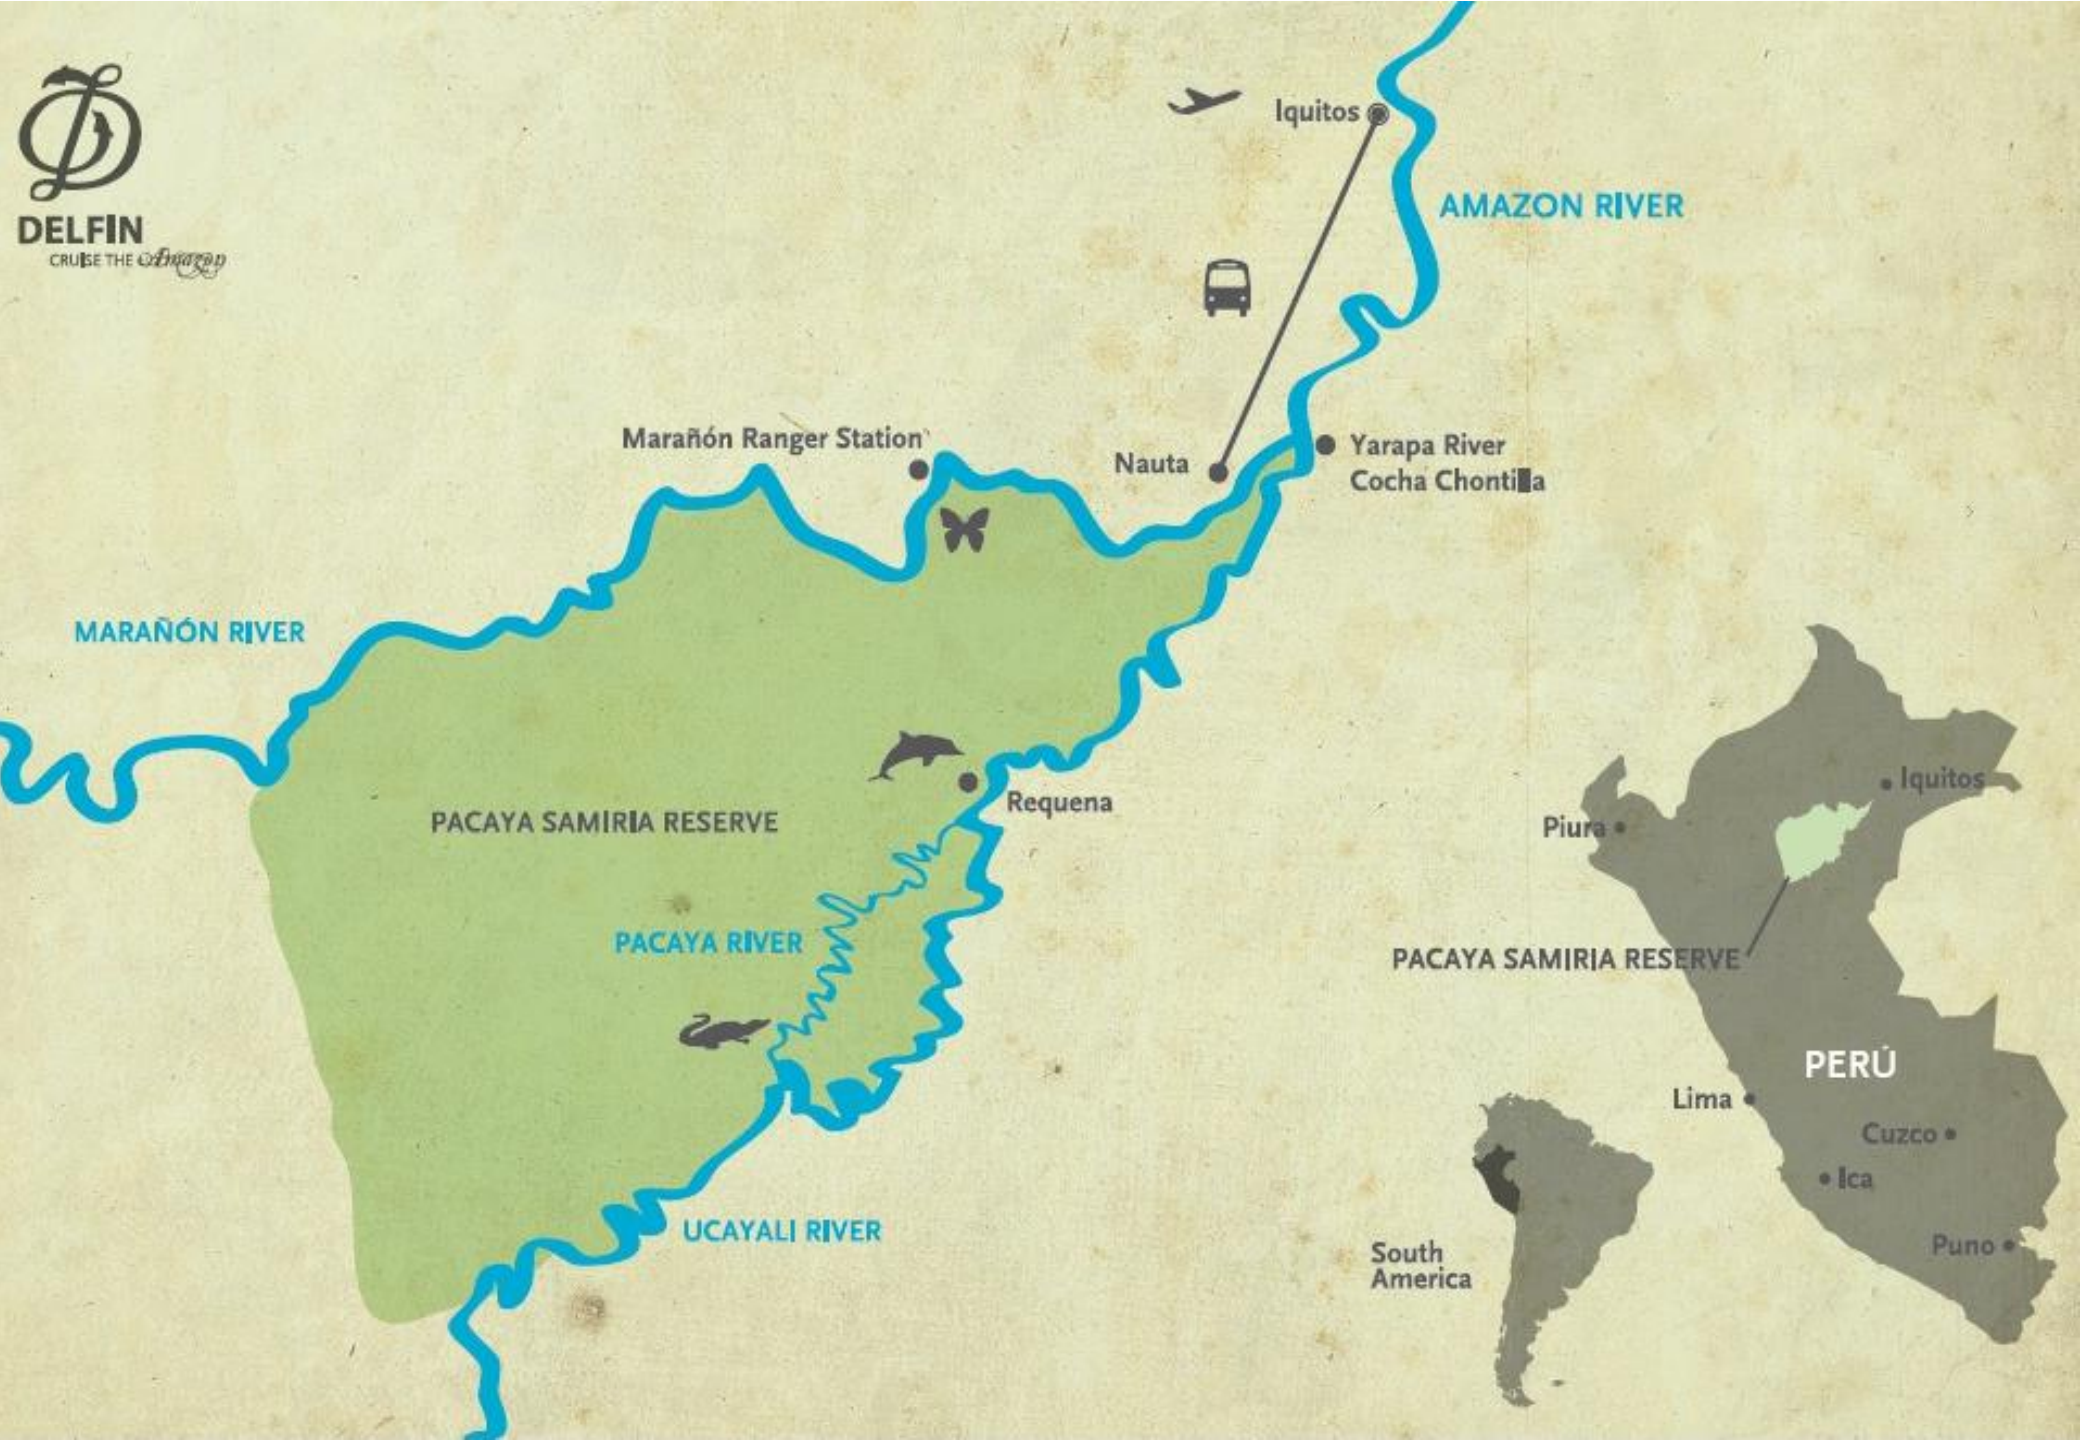 Iquitos
AMAZON RIVER
DELFIN
CRUISE THE Amazon
Marañón Ranger Station
Nauta
Yarapa River
Cocha Chontilla
MARAÑÓN RIVER
Requena
PACAYA SAMIRIA RESERVE
PACAYA RIVER
UCAYALI RIVER
Iquitos
Piura
PACAYA SAMIRIA RESERVE
PERÚ
Lima
Cuzco
Ica
Puno
South
America